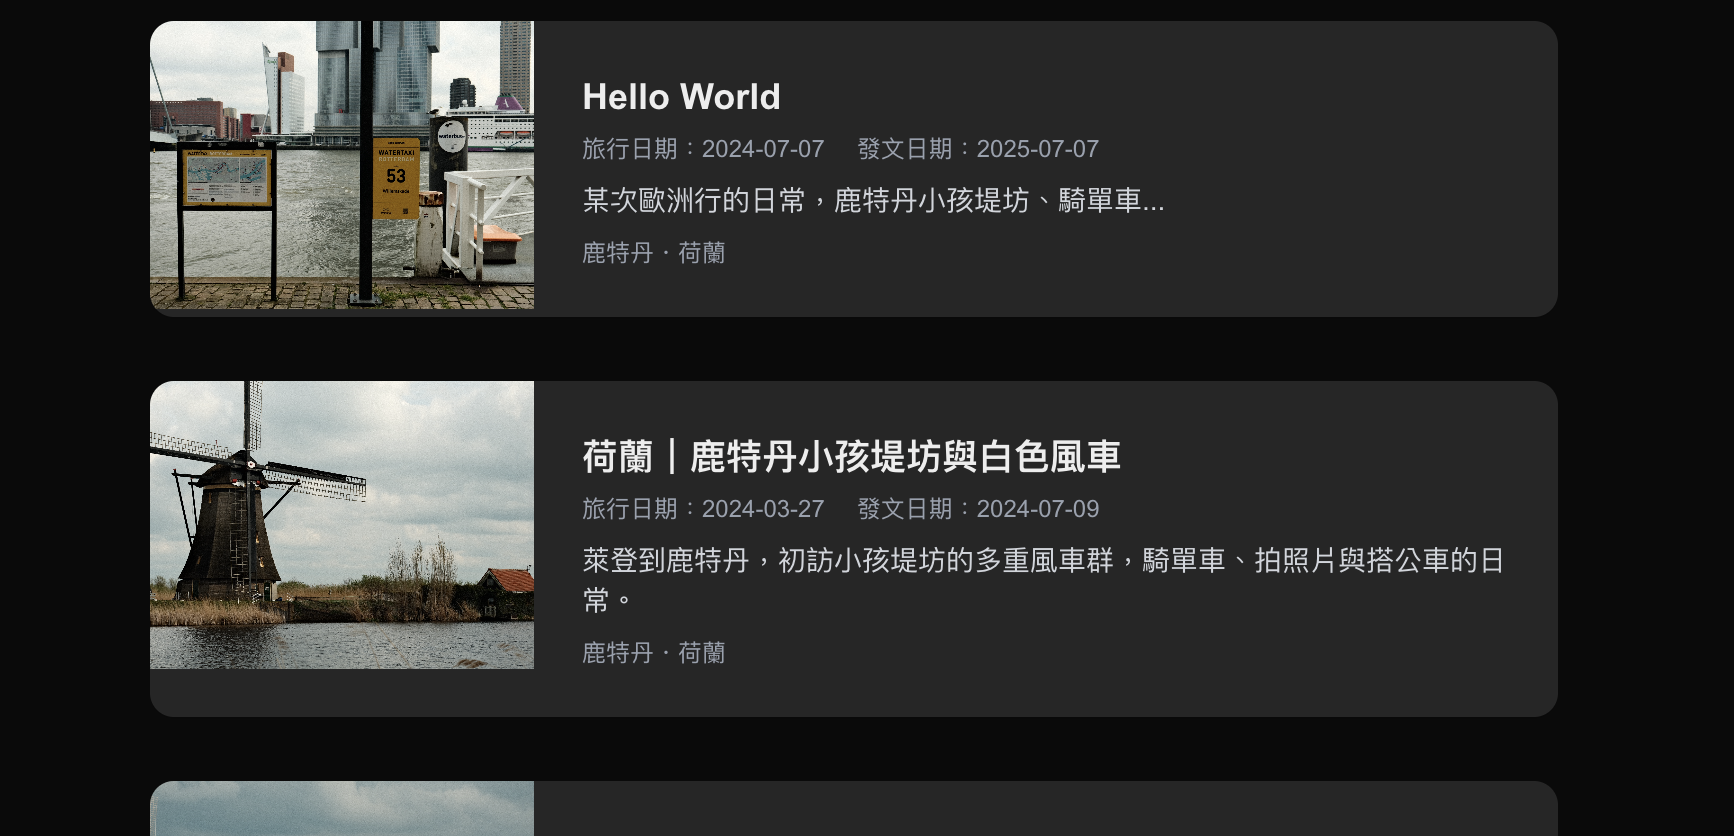 WATERTAXI
ROTTERDAM
53
Willemskade
waterbus
A
Hello World
旅行日期：2024-07-07 發文日期：2025-07-07
某次歐洲行的日常，鹿特丹小孩堤坊、騎單車...
鹿特丹 · 荷蘭
荷蘭｜鹿特丹小孩堤坊與白色風車
旅行日期：2024-03-27 發文日期：2024-07-09
萊登到鹿特丹，初訪小孩堤坊的多重風車群，騎單車、拍照片與搭公車的日
常。
鹿特丹 · 荷蘭